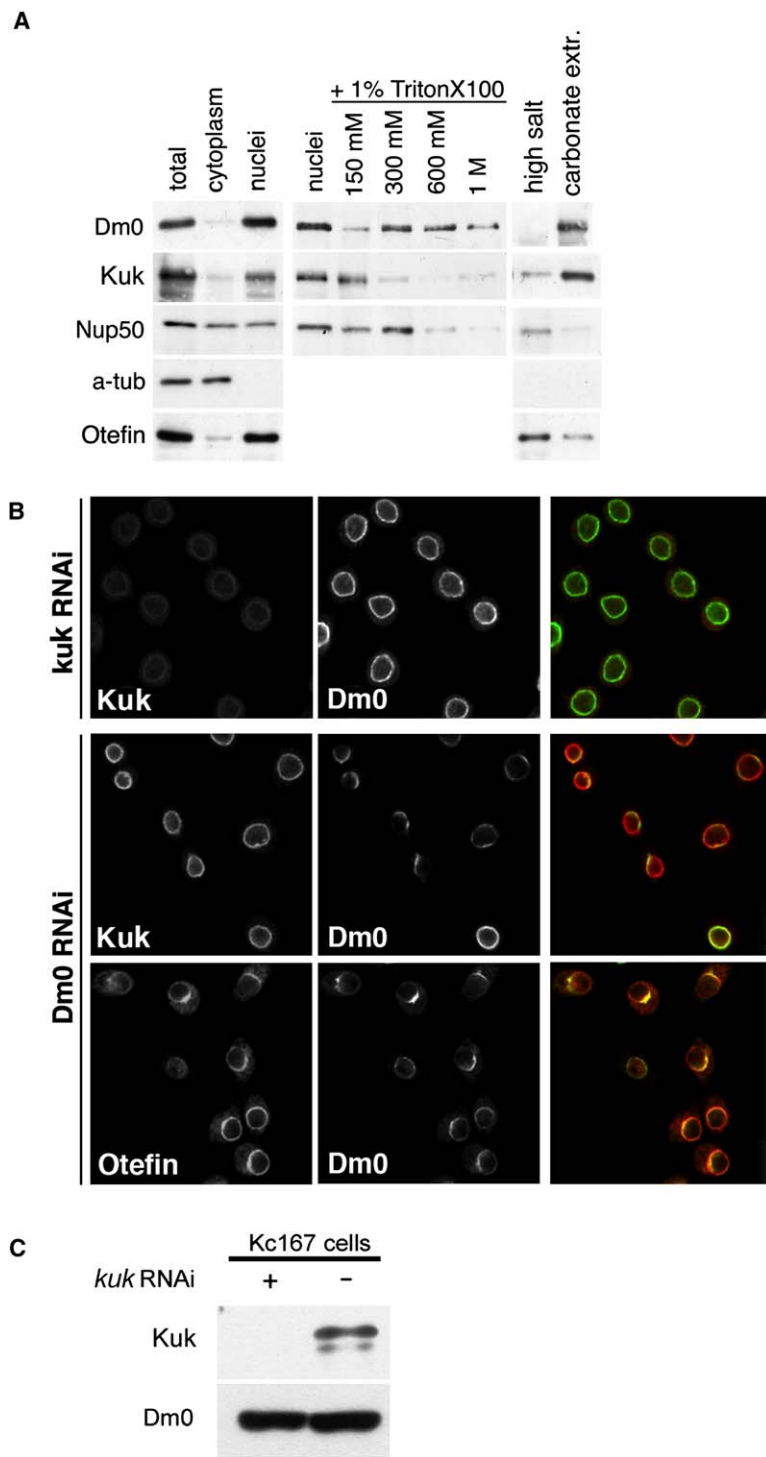 A
+ 1% TritonX100
total
cytoplasm
nuclei
nuclei
150 mM
300 mM
600 mM
1 M
high salt
carbonate extr.
Dm0
Kuk
Nup50
a-tub
Otefin
B
kuk RNAi
Kuk
Dm0
Dm0 RNAi
Kuk
Dm0
Otefin
Dm0
C
Kc167 cells
kuk RNAi
+
−
Kuk
Dm0